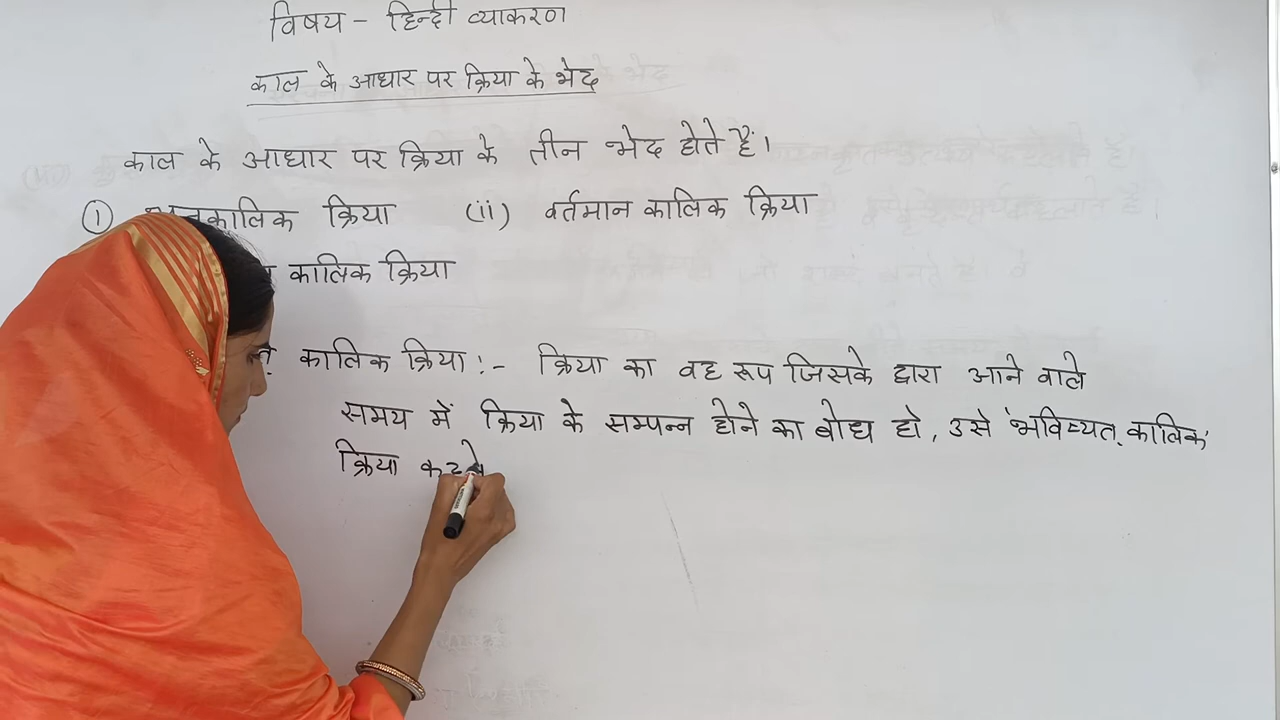 विषय - हिन्दी व्याकरण
काल के आधार पर क्रिया के भेद
काल के आधार पर क्रिया के तीन भेद होते हैं।
① क्रिया (ii) वर्तमान कालिक क्रिया
कालिक क्रिया
कालिक क्रिया :- क्रिया का वह रूप जिसके द्वारा आने वाले
समय में क्रिया के सम्पन्न होने का बोध हो, उसे 'भविष्यत् कालिक'
क्रिया कहते